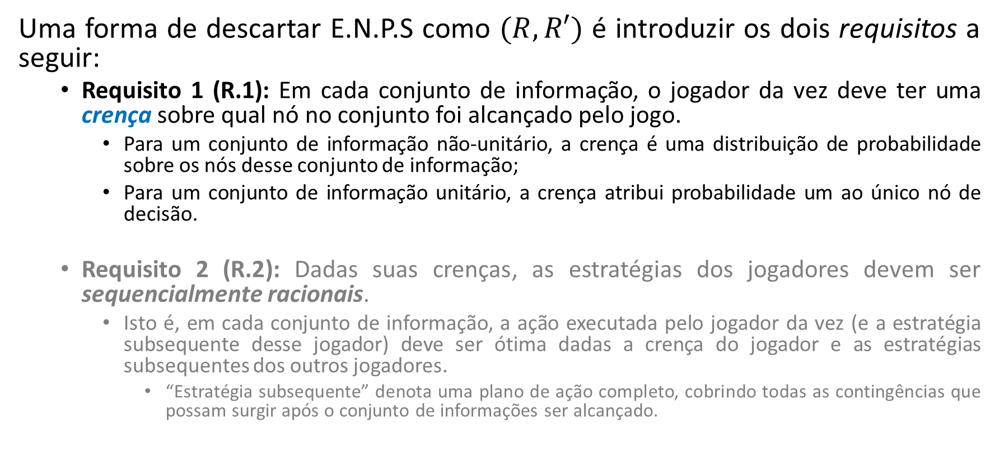 Uma forma de descartar E.N.P.S como (R, R′) é introduzir os dois requisitos a
seguir:
• Requisito 1 (R.1): Em cada conjunto de informação, o jogador da vez deve ter uma
crença sobre qual nó no conjunto foi alcançado pelo jogo.
• Para um conjunto de informação não-unitário, a crença é uma distribuição de probabilidade
sobre os nós desse conjunto de informação;
• Para um conjunto de informação unitário, a crença atribui probabilidade um ao único nó de
decisão.
• Requisito 2 (R.2): Dadas suas crenças, as estratégias dos jogadores devem ser
sequencialmente racionais.
• Isto é, em cada conjunto de informação, a ação executada pelo jogador da vez (e a estratégia
subsequente desse jogador) deve ser ótima dadas a crença do jogador e as estratégias
subsequentes dos outros jogadores.
• “Estratégia subsequente” denota uma plano de ação completo, cobrindo todas as contingências que
possam surgir após o conjunto de informações ser alcançado.